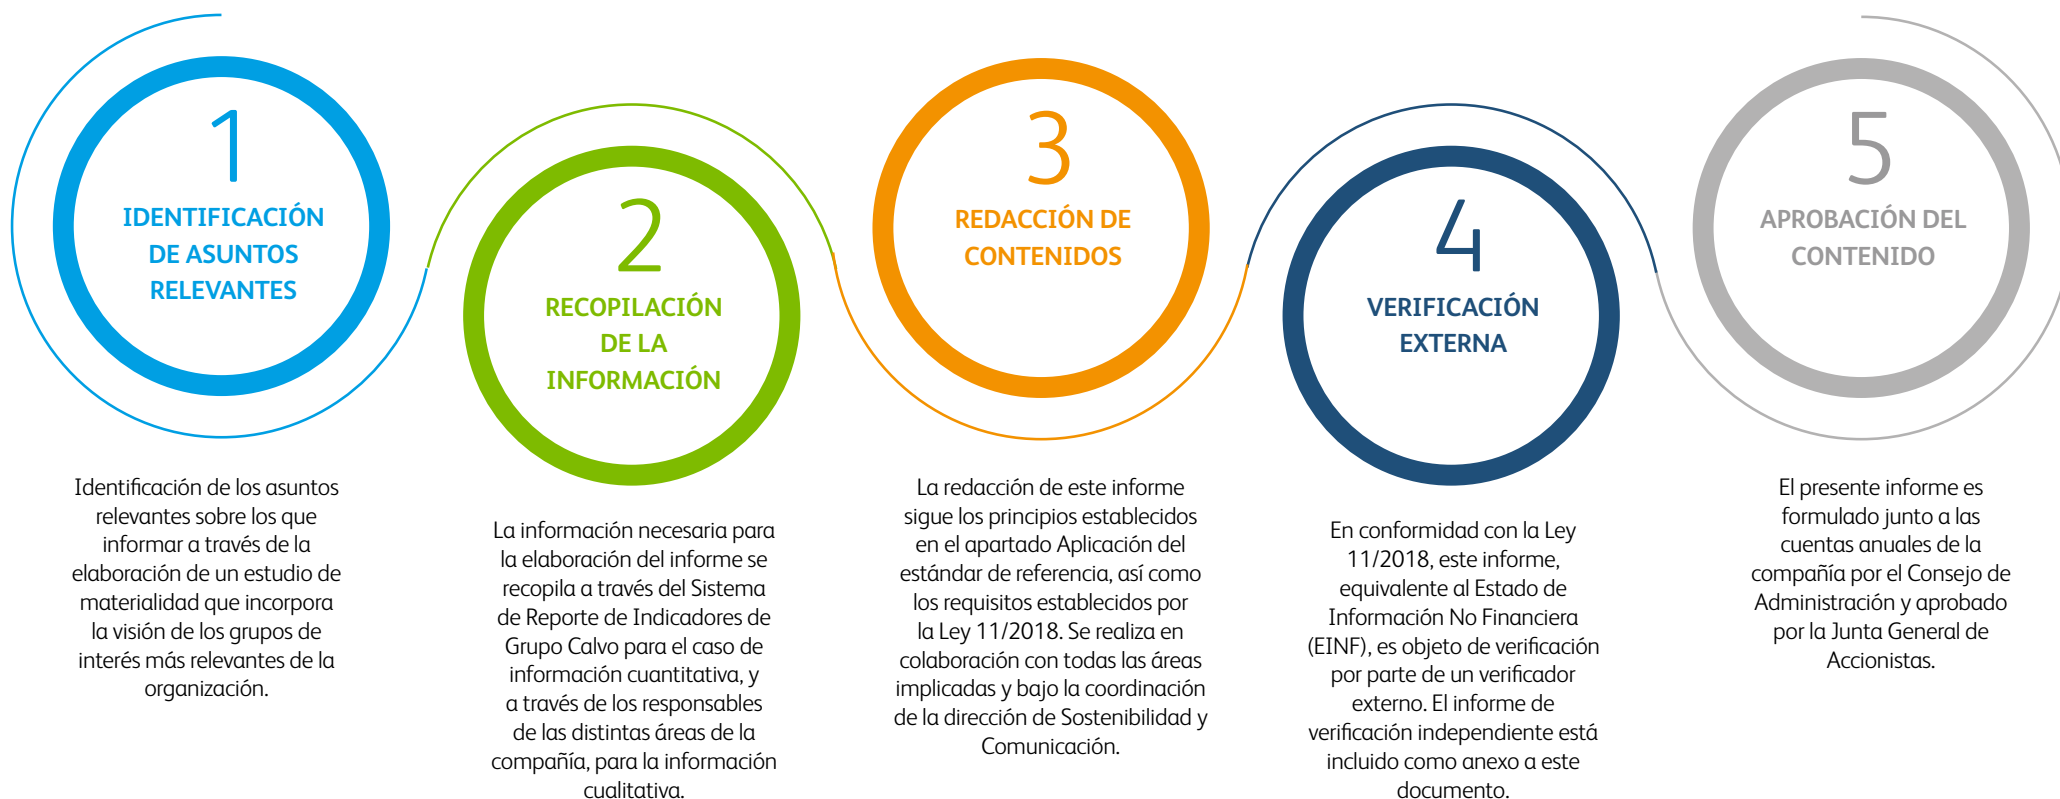 1
IDENTIFICACIÓN
DE ASUNTOS
RELEVANTES
Identificación de los asuntos
relevantes sobre los que
informar a través de la
elaboración de un estudio de
materialidad que incorpora
la visión de los grupos de
interés más relevantes de la
organización.
2
RECOPILACIÓN
DE LA
INFORMACIÓN
La información necesaria para
la elaboración del informe se
recopila a través del Sistema
de Reporte de Indicadores de
Grupo Calvo para el caso de
información cuantitativa, y
a través de los responsables
de las distintas áreas de la
compañía, para la información
cualitativa.
3
REDACCIÓN DE
CONTENIDOS
La redacción de este informe
sigue los principios establecidos
en el apartado Aplicación del
estándar de referencia, así como
los requisitos establecidos por
la Ley 11/2018. Se realiza en
colaboración con todas las áreas
implicadas y bajo la coordinación
de la dirección de Sostenibilidad y
Comunicación.
4
VERIFICACIÓN
EXTERNA
En conformidad con la Ley
11/2018, este informe,
equivalente al Estado de
Información No Financiera
(EINF), es objeto de verificación
por parte de un verificador
externo. El informe de
verificación independiente está
incluido como anexo a este
documento.
5
APROBACIÓN DEL
CONTENIDO
El presente informe es
formulado junto a las
cuentas anuales de la
compañía por el Consejo de
Administración y aprobado
por la Junta General de
Accionistas.